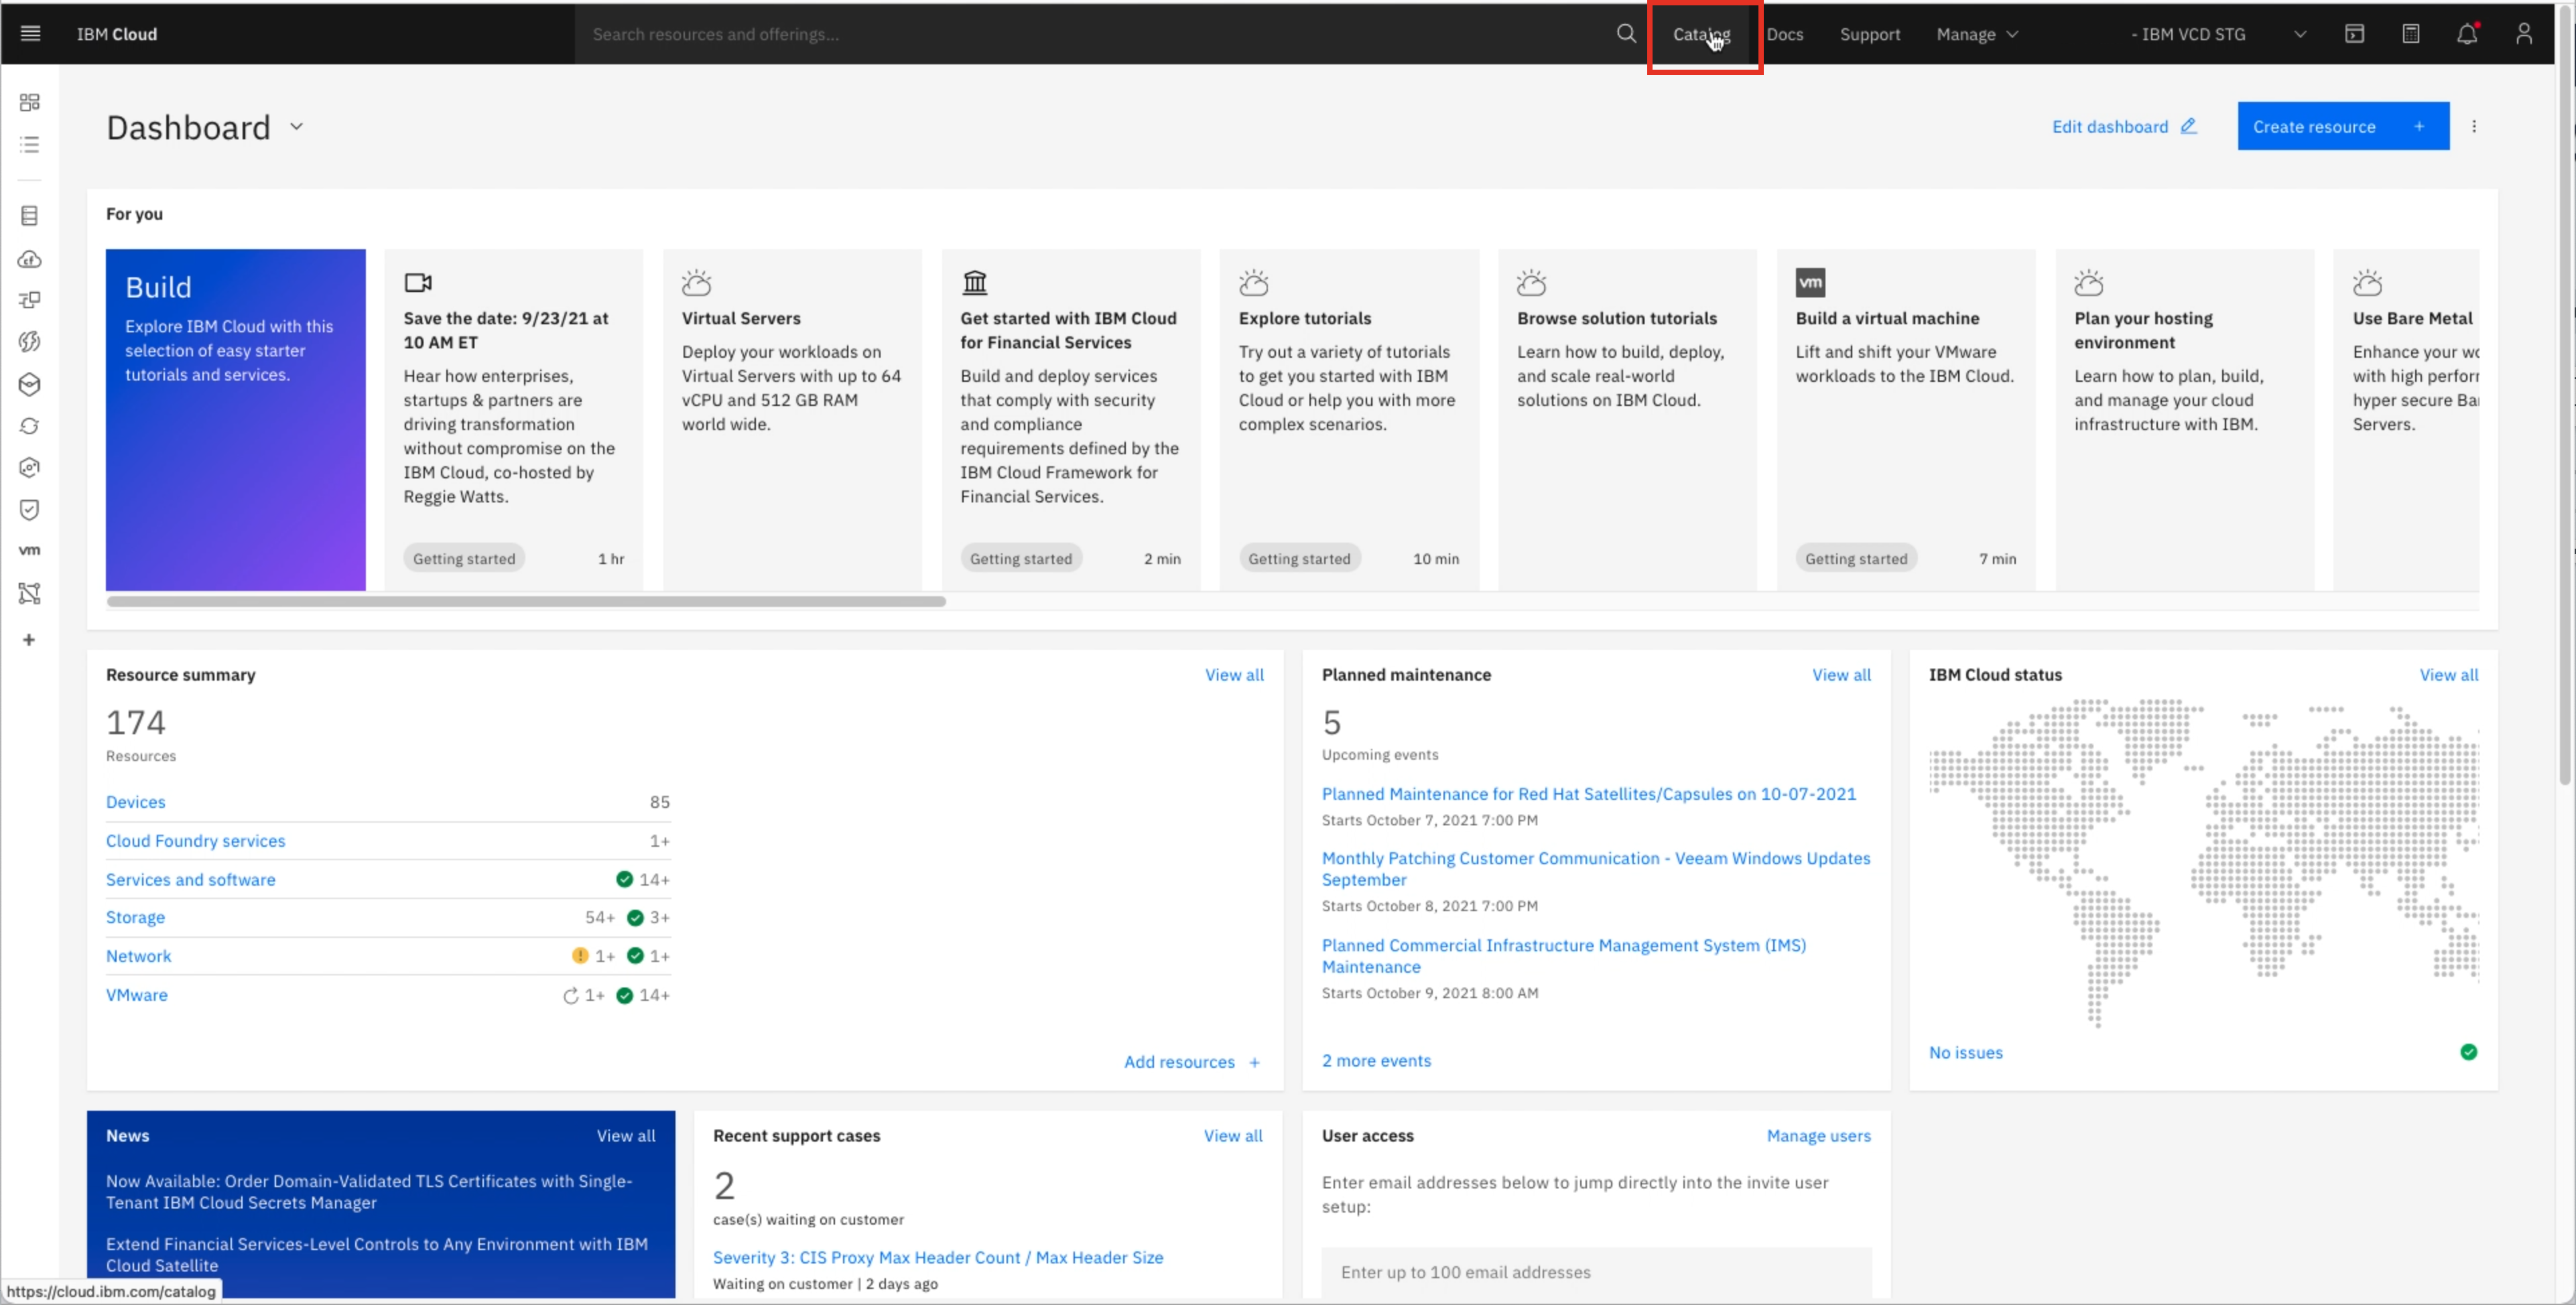 IBM Cloud
Search resources and offerings...
Catalog
Docs
Support
Manage
- IBM VCD STG
Dashboard
Edit dashboard
Create resource +
For you
Build
Explore IBM Cloud with this
selection of easy starter
tutorials and services.
Save the date: 9/23/21 at
10 AM ET
Hear how enterprises,
startups & partners are
driving transformation
without compromise on the
IBM Cloud, co-hosted by
Reggie Watts.
Getting started 1 hr
Virtual Servers
Deploy your workloads on
Virtual Servers with up to 64
vCPU and 512 GB RAM
world wide.
Get started with IBM Cloud
for Financial Services
Build and deploy services
that comply with security
and compliance
requirements defined by the
IBM Cloud Framework for
Financial Services.
Getting started 2 min
Explore tutorials
Try out a variety of tutorials
to get you started with IBM
Cloud or help you with more
complex scenarios.
Getting started 10 min
Browse solution tutorials
Learn how to build, deploy,
and scale real-world
solutions on IBM Cloud.
vm
Build a virtual machine
Lift and shift your VMware
workloads to the IBM Cloud.
Getting started 7 min
Plan your hosting
environment
Learn how to plan, build,
and manage your cloud
infrastructure with IBM.
Use Bare Metal
Enhance your
with high
hyper secure
Servers.
vm
Resource summary View all
174
Resources
Devices 85
Cloud Foundry services 1+
Services and software 14+
Storage 54+ 3+
Network 1+ 1+
VMware 1+ 14+
Add resources +
Planned maintenance View all
5
Upcoming events
Planned Maintenance for Red Hat Satellites/Capsules on 10-07-2021
Starts October 7, 2021 7:00 PM
Monthly Patching Customer Communication - Veeam Windows Updates
September
Starts October 8, 2021 7:00 PM
Planned Commercial Infrastructure Management System (IMS)
Maintenance
Starts October 9, 2021 8:00 AM
2 more events
IBM Cloud status View all
No issues
News View all
Now Available: Order Domain-Validated TLS Certificates with Single-
Tenant IBM Cloud Secrets Manager
Extend Financial Services-Level Controls to Any Environment with IBM
Cloud Satellite
Recent support cases View all
2
case(s) waiting on customer
Severity 3: CIS Proxy Max Header Count / Max Header Size
Waiting on customer | 2 days ago
User access Manage users
Enter email addresses below to jump directly into the invite user
setup:
Enter up to 100 email addresses
https://cloud.ibm.com/catalog